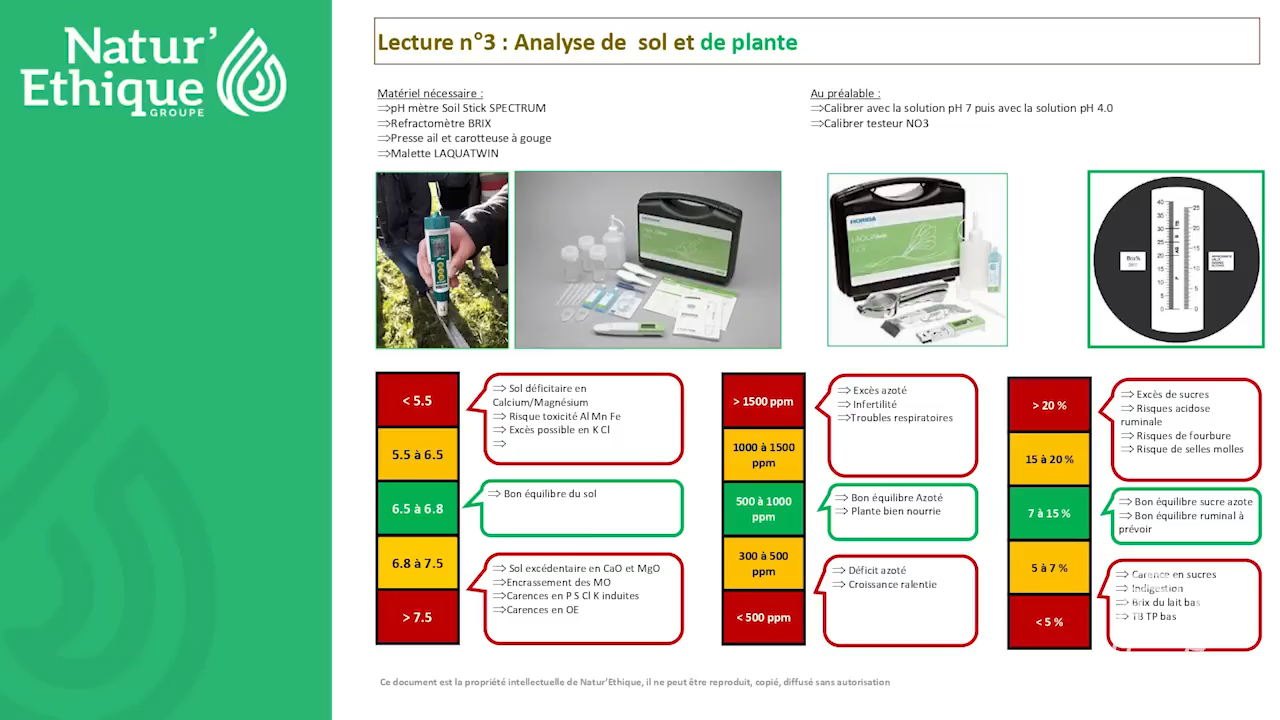 Natur'
Ethique
GROUPE
Lecture n°3 : Analyse de sol et de plante
Matériel nécessaire :
⇒pH mètre Soil Stick SPECTRUM
⇒Refractomètre BRIX
⇒Presse ail et carotteuse à gouge
⇒Malette LAQUATWIN
Au préalable :
⇒Calibrer avec la solution pH 7 puis avec la solution pH 4.0
⇒Calibrer testeur NO3
HORIBA
Brix%
< 5.5
5.5 à 6.5
6.5 à 6.8
6.8 à 7.5
> 7.5
⇒ Sol déficitaire en
Calcium/Magnésium
⇒ Risque toxicité Al Mn Fe
⇒ Excès possible en K Cl
⇒
⇒ Bon équilibre du sol
⇒ Sol excédentaire en CaO et MgO
⇒Encrassement des MO
⇒Carences en P S Cl K induites
⇒Carences en OE
> 1500 ppm
1000 à 1500
ppm
500 à 1000
ppm
300 à 500
ppm
< 500 ppm
⇒ Excès azoté
⇒ Infertilité
⇒Troubles respiratoires
⇒ Bon équilibre Azoté
⇒ Plante bien nourrie
⇒ Déficit azoté
⇒ Croissance ralentie
> 20 %
15 à 20 %
7 à 15 %
5 à 7 %
< 5 %
⇒ Excès de sucres
⇒ Risques acidose
ruminale
⇒ Risques de fourbure
⇒ Risque de selles molles
⇒ Bon équilibre sucre azote
⇒ Bon équilibre ruminal à
prévoir
⇒ Carence en sucres
⇒ Indigestion
⇒ Brix du lait bas
⇒ TB TP bas
Ce document est la propriété intellectuelle de Natur'Ethique, il ne peut être reproduit, copié, diffusé sans autorisation